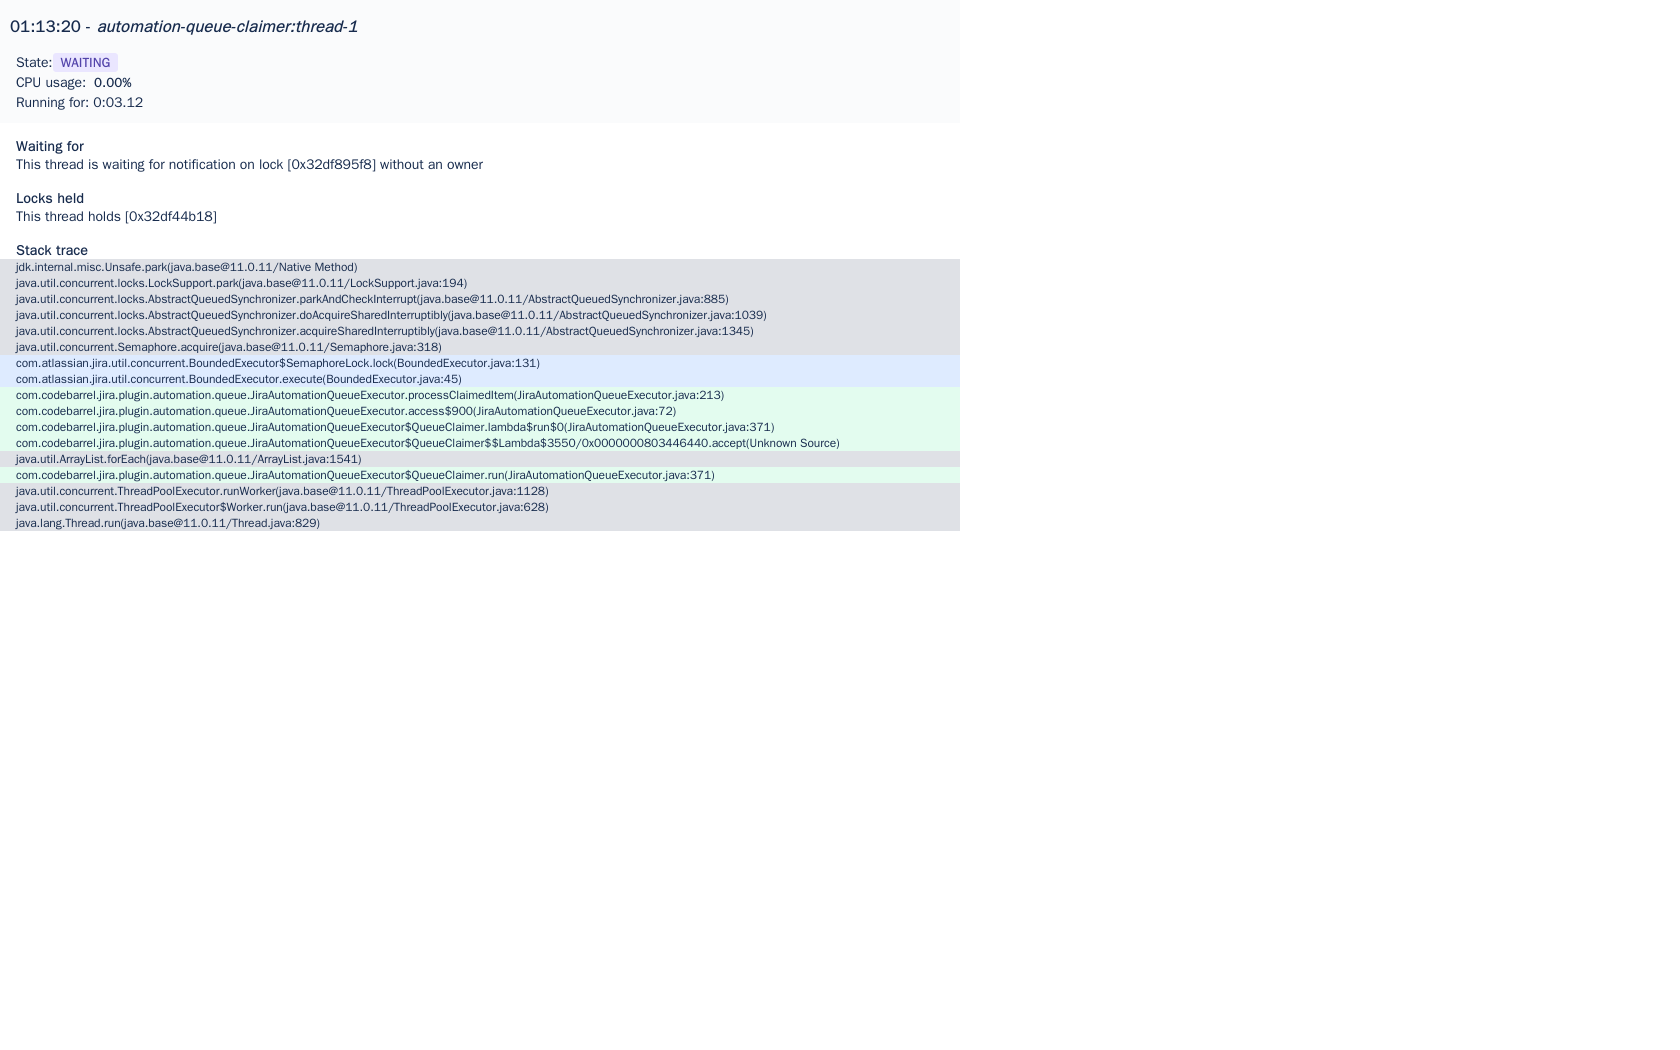 01:13:20 - automation-queue-claimer:thread-1
State: WAITING
CPU usage: 0.00%
Running for: 0:03.12
Waiting for
This thread is waiting for notification on lock [0x32df895f8] without an owner
Locks held
This thread holds [0x32df44b18]
Stack trace
jdk.internal.misc.Unsafe.park(java.base@11.0.11/Native Method)
java.util.concurrent.locks.LockSupport.park(java.base@11.0.11/LockSupport.java:194)
java.util.concurrent.locks.AbstractQueuedSynchronizer.parkAndCheckInterrupt(java.base@11.0.11/AbstractQueuedSynchronizer.java:885)
java.util.concurrent.locks.AbstractQueuedSynchronizer.doAcquireSharedInterruptibly(java.base@11.0.11/AbstractQueuedSynchronizer.java:1039)
java.util.concurrent.locks.AbstractQueuedSynchronizer.acquireSharedInterruptibly(java.base@11.0.11/AbstractQueuedSynchronizer.java:1345)
java.util.concurrent.Semaphore.acquire(java.base@11.0.11/Semaphore.java:318)
com.atlassian.jira.util.concurrent.BoundedExecutor$SemaphoreLock.lock(BoundedExecutor.java:131)
com.atlassian.jira.util.concurrent.BoundedExecutor.execute(BoundedExecutor.java:45)
com.codebarrel.jira.plugin.automation.queue.JiraAutomationQueueExecutor.processClaimedItem(JiraAutomationQueueExecutor.java:213)
com.codebarrel.jira.plugin.automation.queue.JiraAutomationQueueExecutor.access$900(JiraAutomationQueueExecutor.java:72)
com.codebarrel.jira.plugin.automation.queue.JiraAutomationQueueExecutor$QueueClaimer.lambda$run$0(JiraAutomationQueueExecutor.java:371)
com.codebarrel.jira.plugin.automation.queue.JiraAutomationQueueExecutor$QueueClaimer$$Lambda$3550/0x0000000803446440.accept(Unknown Source)
java.util.ArrayList.forEach(java.base@11.0.11/ArrayList.java:1541)
com.codebarrel.jira.plugin.automation.queue.JiraAutomationQueueExecutor$QueueClaimer.run(JiraAutomationQueueExecutor.java:371)
java.util.concurrent.ThreadPoolExecutor.runWorker(java.base@11.0.11/ThreadPoolExecutor.java:1128)
java.util.concurrent.ThreadPoolExecutor$Worker.run(java.base@11.0.11/ThreadPoolExecutor.java:628)
java.lang.Thread.run(java.base@11.0.11/Thread.java:829)